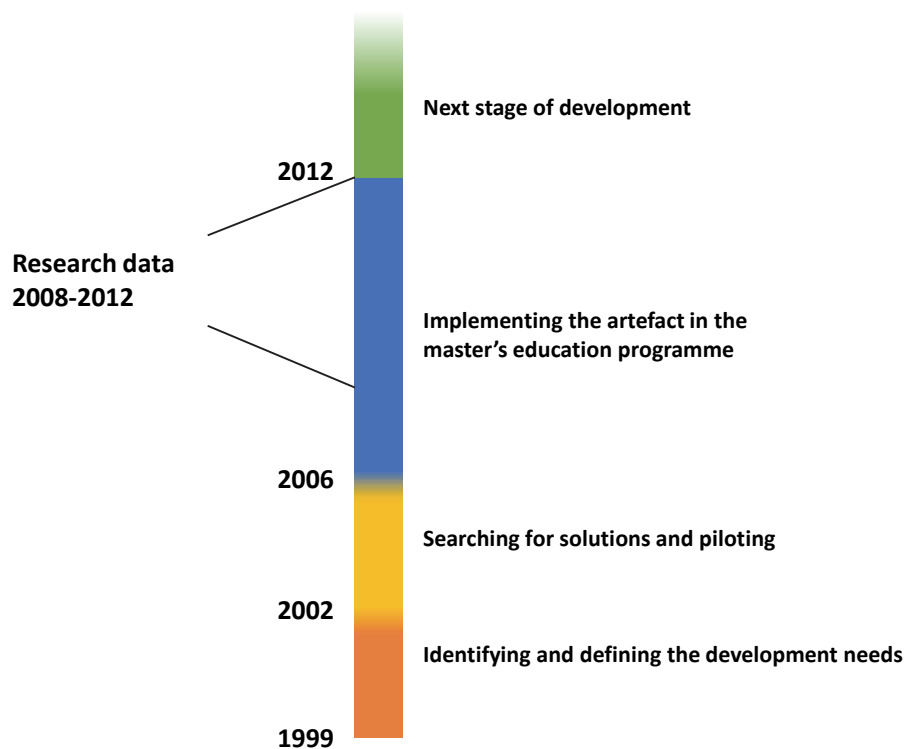 Next stage of development
2012
Research data
2008-2012
Implementing the artefact in the
master’s education programme
2006
Searching for solutions and piloting
2002
Identifying and defining the development needs
1999